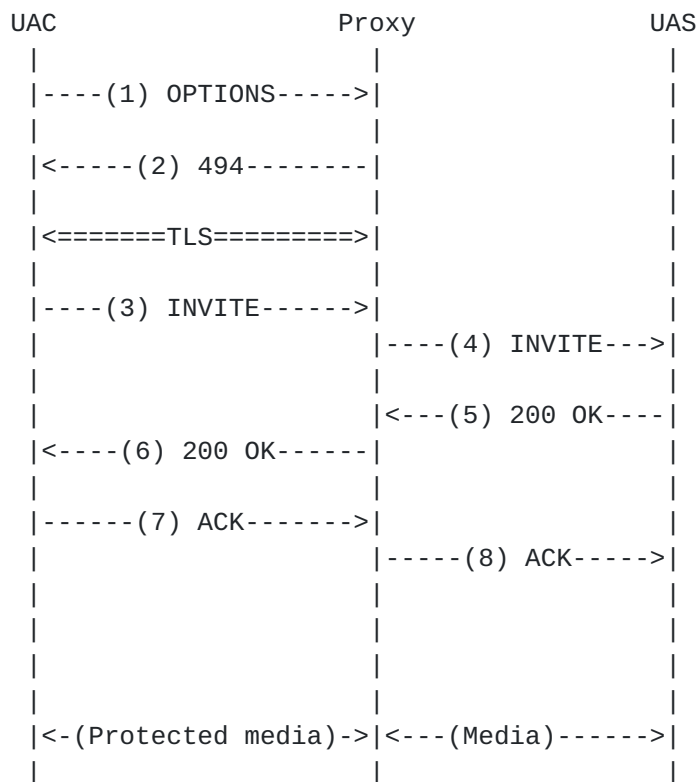 UAC                   Proxy                UAS
 |                     |                  |
 |----(1) OPTIONS----->|                  |
 |                     |                  |
 |<-----(2) 494--------|                  |
 |                     |                  |
 |<=======TLS=========>|                  |
 |                     |                  |
 |----(3) INVITE------>|                  |
 |                     |----(4) INVITE--->|
 |                     |                  |
 |                     |<---(5) 200 OK----|
 |<----(6) 200 OK------|                  |
 |                     |                  |
 |------(7) ACK------->|                  |
 |                     |-----(8) ACK----->|
 |                     |                  |
 |                     |                  |
 |                     |                  |
 |                     |                  |
 |<-(Protected media)->|<---(Media)------>|
 |                     |                  |